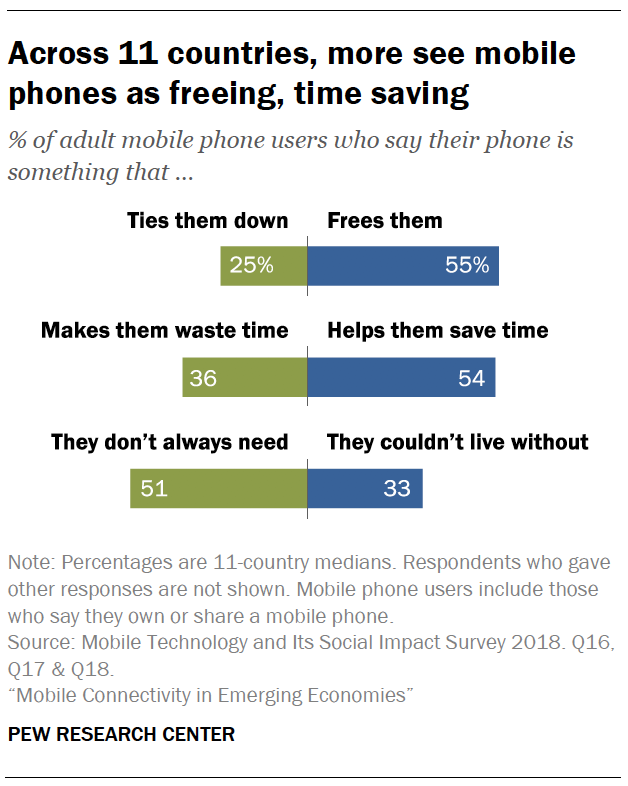 Across 11 countries, more see mobile
phones as freeing, time saving
% of adult mobile phone users who say their phone is
something that ...
Ties them down Frees them
25% 55%
Makes them waste time Helps them save time
36 54
They don’t always need They couldn’t live without
51 33
Note: Percentages are 11-country medians. Respondents who gave
other responses are not shown. Mobile phone users include those
who say they own or share a mobile phone.
Source: Mobile Technology and Its Social Impact Survey 2018. Q16,
Q17 & Q18.
“Mobile Connectivity in Emerging Economies”
PEW RESEARCH CENTER